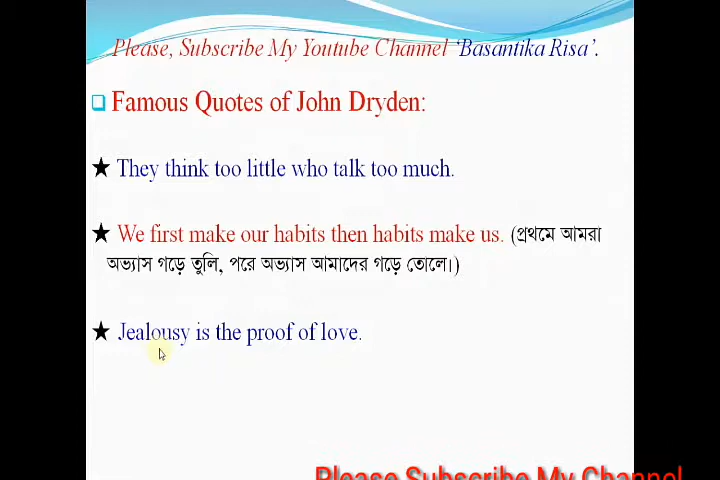 Please, Subscribe My Youtube Channel ‘Basantika Risa’.
Famous Quotes of John Dryden:
They think too little who talk too much.
We first make our habits then habits make us. (প্রথমে আমরা
অভ্যাস গড়ে তুলি, পরে অভ্যাস আমাদের গড়ে তোলে।)
Jealousy is the proof of love.
Please Subscribe My Channel